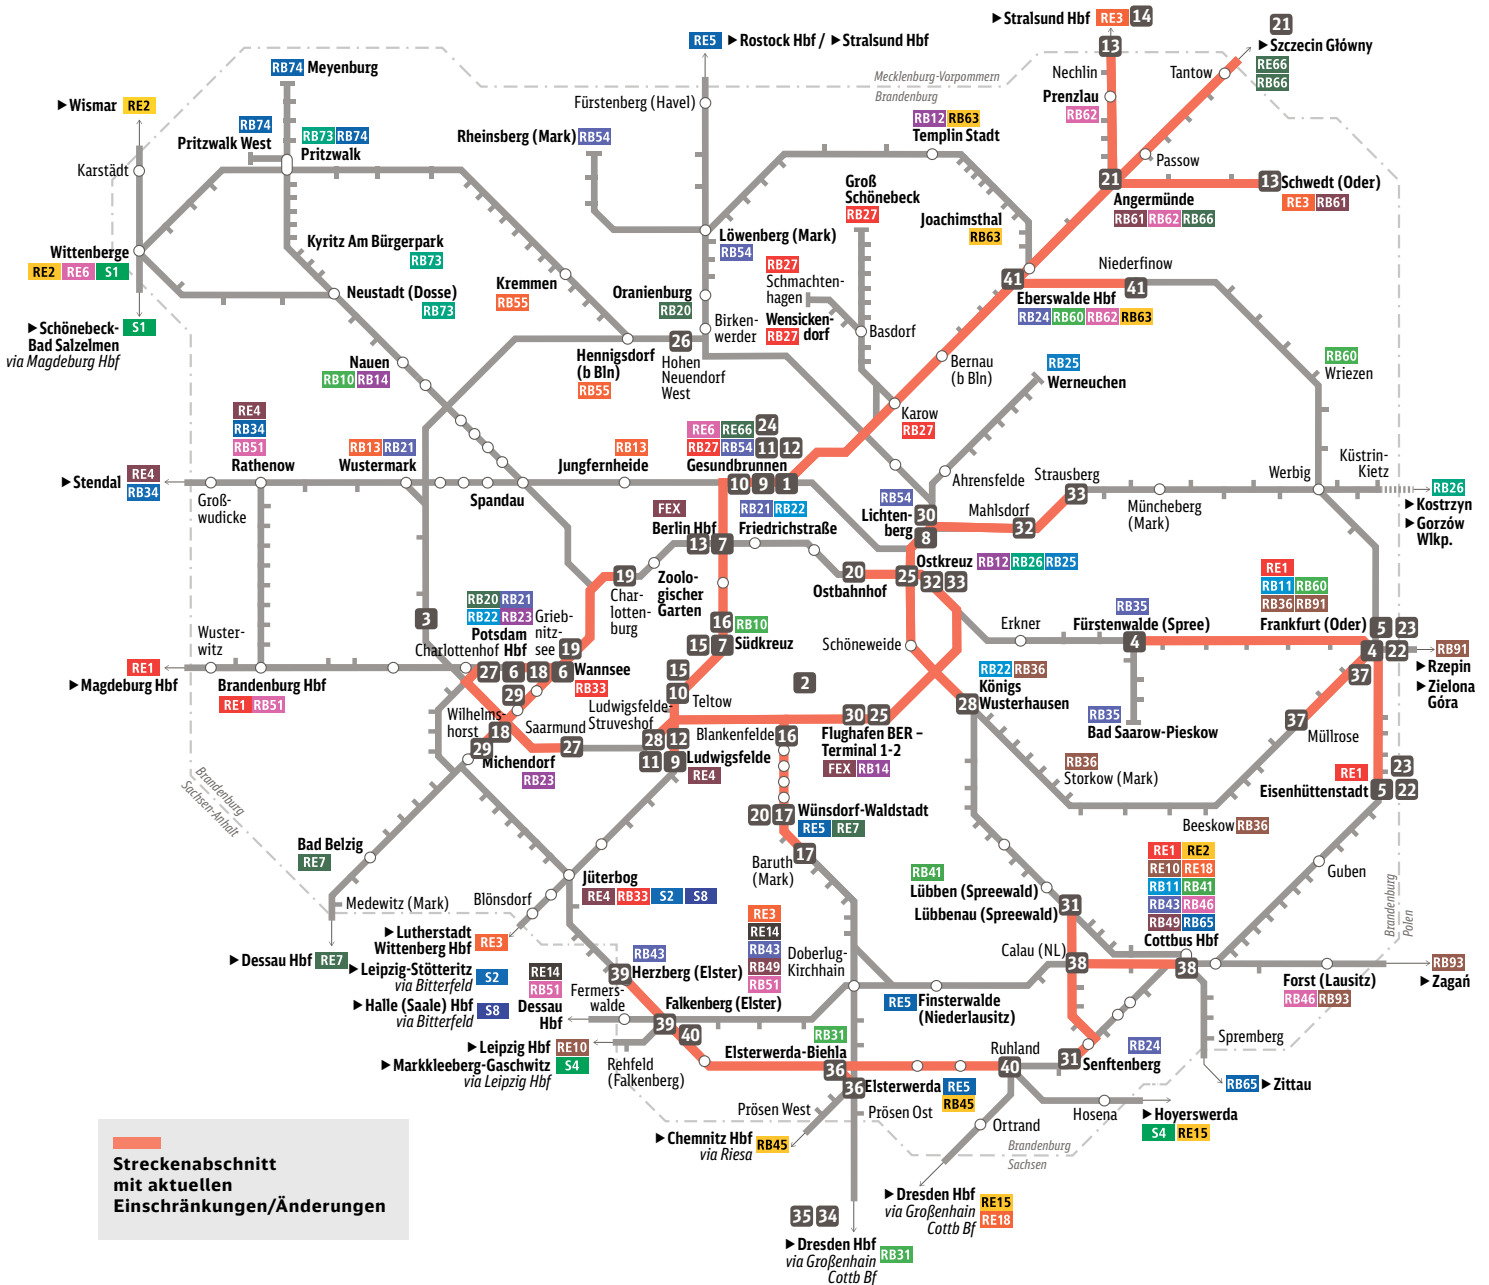 ▶ Stralsund Hbf RE3 14
13
21
▶ Szczecin Główny
RE66
RB66
RE5 ▶ Rostock Hbf / ▶ Stralsund Hbf
RB74 Meyenburg
Mecklenburg-Vorpommern
Brandenburg
Nechlin
Tantow
Prenzlau
RB62
▶ Wismar RE2
Fürstenberg (Havel)
RB12 RB63
Templin Stadt
RB74
Pritzwalk West
RB73 RB74
Pritzwalk
Rheinsberg (Mark) RB54
Karstädt
Passow
Groß
Schönebeck
RB27
21
Angermünde
RB61 RB62 RB66
13 Schwedt (Oder)
RE3 RB61
Joachimsthal
RB63
Wittenberge
RE2 RE6 S1
Kyritz Am Bürgerpark
RB73
Löwenberg (Mark)
RB54
RB27
Schmachten-
hagen
Wensicken-
RB27 dorf
Kremmen
RB55
Oranienburg
RB20
Niederfinow
41
41
Eberswalde Hbf
RB24 RB60 RB62 RB63
Neustadt (Dosse)
RB73
Birken-
werder
Basdorf
▶ Schönebeck-
Bad Salzelmen
via Magdeburg Hbf
S1
Nauen
RB10 RB14
Hennigsdorf
(b Bln)
RB55
26
Hohen
Neuendorf
West
Bernau
(b Bln)
RB25
Werneuchen
RB60
Wriezen
Karow
RB27
RE4
RB34
RB51
Rathenow
RB13 RB21
Wustermark
RB13
Jungfernheide
RE6 RE66 24
RB27 RB54 11 12
Gesundbrunnen
10 9 1
▶ Stendal RE4
RB34
Groß-
wudicke
Spandau
Ahrensfelde
Strausberg
33
Werbig
Küstrin-
Kietz
RB26
▶ Kostrzyn
▶ Gorzów
Wlkp.
Müncheberg
(Mark)
RB54
Lichten-
berg
30
8
Mahlsdorf
32
FEX
Berlin Hbf
13 7
RB21 RB22
Friedrichstraße
Ostkreuz RB12 RB26 RB25
25 32 33
20
Ostbahnhof
19
Char-
lotten-
burg
Zoolo-
gischer
Garten
3
RB20 RB21
RB22 RB23
Potsdam
Hbf
Charlottenhof
Grieb-
nitz-
see
19
27 6 18 6
29
Wannsee
RB33
16 RB10
15 7 Südkreuz
Schöneweide
Erkner
RB35
Fürstenwalde (Spree)
4
RE1
RB11 RB60
RB36 RB91
Frankfurt (Oder)
5 23
4 22
37
RB91
▶ Rzepin
▶ Zielona
Góra
Wuster-
witz
RE1
▶ Magdeburg Hbf
Brandenburg Hbf
RE1 RB51
15
10 Teltow
2
RB22 RB36
Königs
Wusterhausen
28
RB35
Bad Saarow-Pieskow
37
Müllrose
Wilhelms-
horst
18
29
Michendorf
RB23
Saarmund
27
Ludwigsfelde-
Struveshof
28 12
11 9
Ludwigsfelde
RE4
Blankenfelde 16
30 25
Flughafen BER –
Terminal 1-2
FEX RB14
RB36
Storkow (Mark)
RE1
Eisenhüttenstadt
23
5 22
Brandenburg
Sachsen-Anhalt
20 17
Wünsdorf-Waldstadt
RE5 RE7
17
Baruth
(Mark)
Beeskow RB36
Bad Belzig
RE7
Medewitz (Mark)
Blönsdorf
Jüterbog
RE4 RB33 S2 S8
RB41
Lübben (Spreewald)
Lübbenau (Spreewald)
31
RE1 RE2
RE10 RE18
RB11 RB41
RB43 RB46
RB49 RB65
Cottbus Hbf
38
Guben
Brandenburg
Polen
▶ Dessau Hbf RE7
▶ Lutherstadt
Wittenberg Hbf
RE3
▶ Leipzig-Stötteritz
via Bitterfeld
S2
▶ Halle (Saale) Hbf
via Bitterfeld
S8
RB43
39 Herzberg (Elster)
RE3
RE14
RB43
RB49
RB51
Doberlug-
Kirchhain
Calau (NL)
38
RE14
RB51
Dessau
Hbf
Fermers-
walde
Falkenberg (Elster)
39
40
RE5 Finsterwalde
(Niederlausitz)
Forst (Lausitz)
RB46 RB93
RB93
▶ Zagań
▶ Leipzig Hbf RE10
▶ Markkleeberg-Gaschwitz
via Leipzig Hbf
S4
Rehfeld
(Falkenberg)
RB31
Elsterwerda-Biehla
36
36 Elsterwerda RE5
RB45
Ruhland
40
31
RB24
Senftenberg
Spremberg
RB65 ▶ Zittau
Prösen West
Prösen Ost
▶ Chemnitz Hbf
via Riesa
RB45
Ortrand
Hosena
▶ Hoyerswerda
S4 RE15
Brandenburg
Sachsen
Streckenabschnitt
mit aktuellen
Einschränkungen/Änderungen
▶ Dresden Hbf
via Großenhain
Cottb Bf
RE15
RE18
35 34
▶ Dresden Hbf
via Großenhain
Cottb Bf
RB31